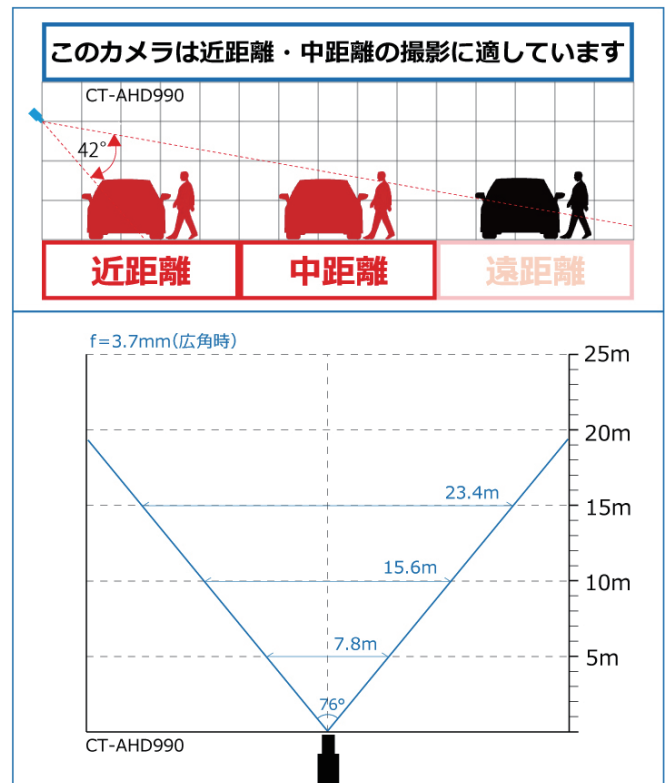 このカメラは近距離・中距離の撮影に適しています
CT-AHD990
42°
近距離
中距離
遠距離
f=3.7mm(広角時)
25m
20m
23.4m
15m
15.6m
10m
7.8m
5m
76°
CT-AHD990